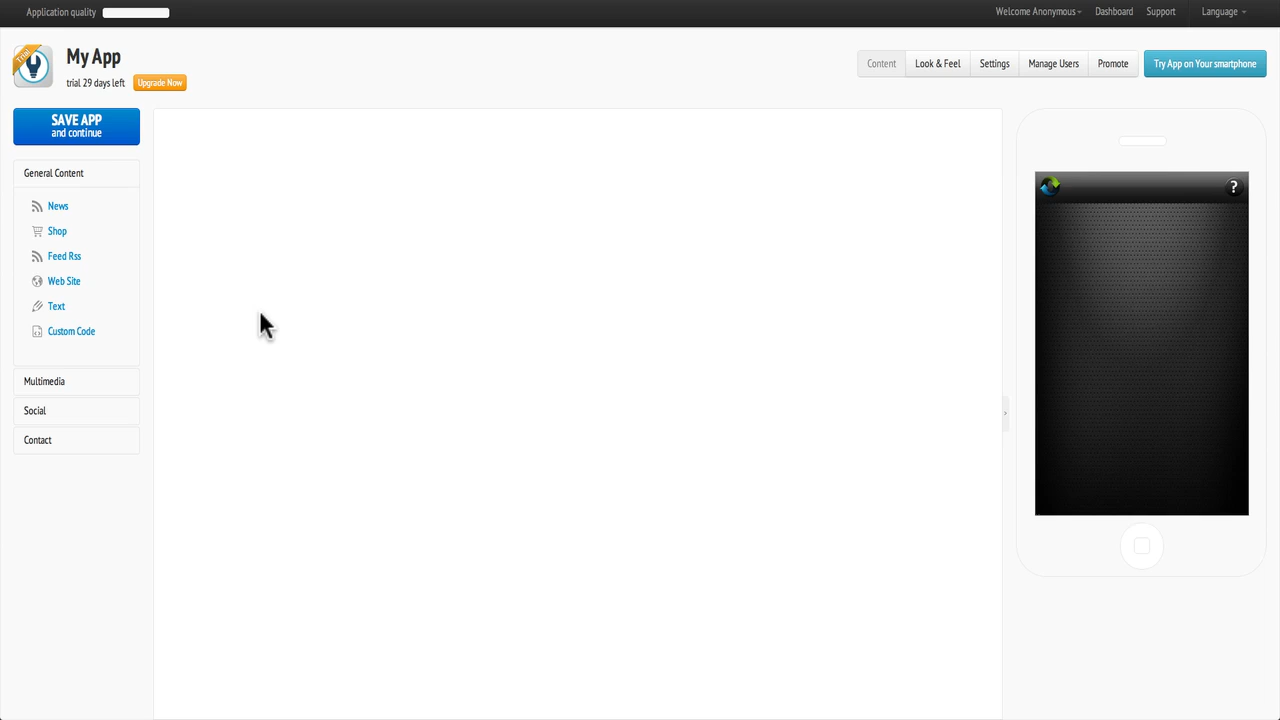 Application quality
Welcome Anonymous Dashboard Support Language
Trial
My App
trial 29 days left Upgrade Now
Content Look & Feel Settings Manage Users Promote Try App on Your smartphone
SAVE APP
and continue
General Content
News
Shop
Feed Rss
Web Site
Text
Custom Code
Multimedia
Social
Contact
?